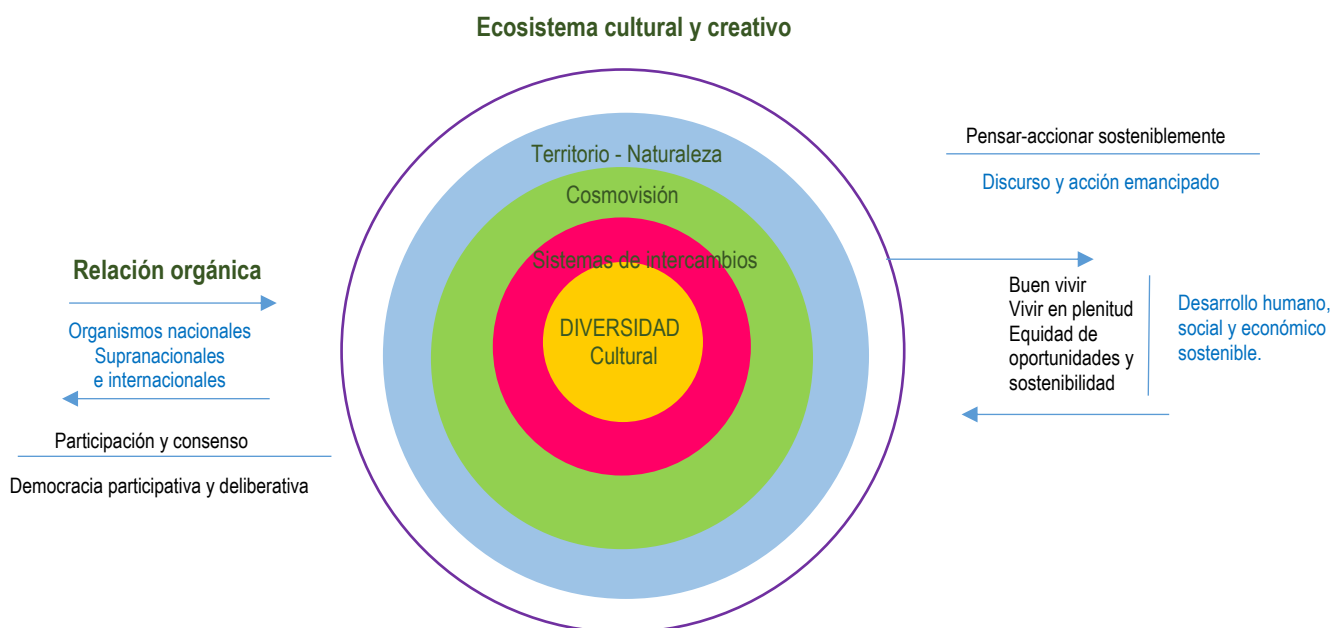 Ecosistema cultural y creativo
Territorio - Naturaleza
Cosmovisión
Sistemas de intercambios
DIVERSIDAD
Cultural
Relación orgánica
Organismos nacionales
Supranacionales
e internacionales
Participación y consenso
Democracia participativa y deliberativa
Pensar-accionar sosteniblemente
Discurso y acción emancipado
Buen vivir
Vivir en plenitud
Equidad de
oportunidades y
sostenibilidad
Desarrollo humano,
social y económico
sostenible.